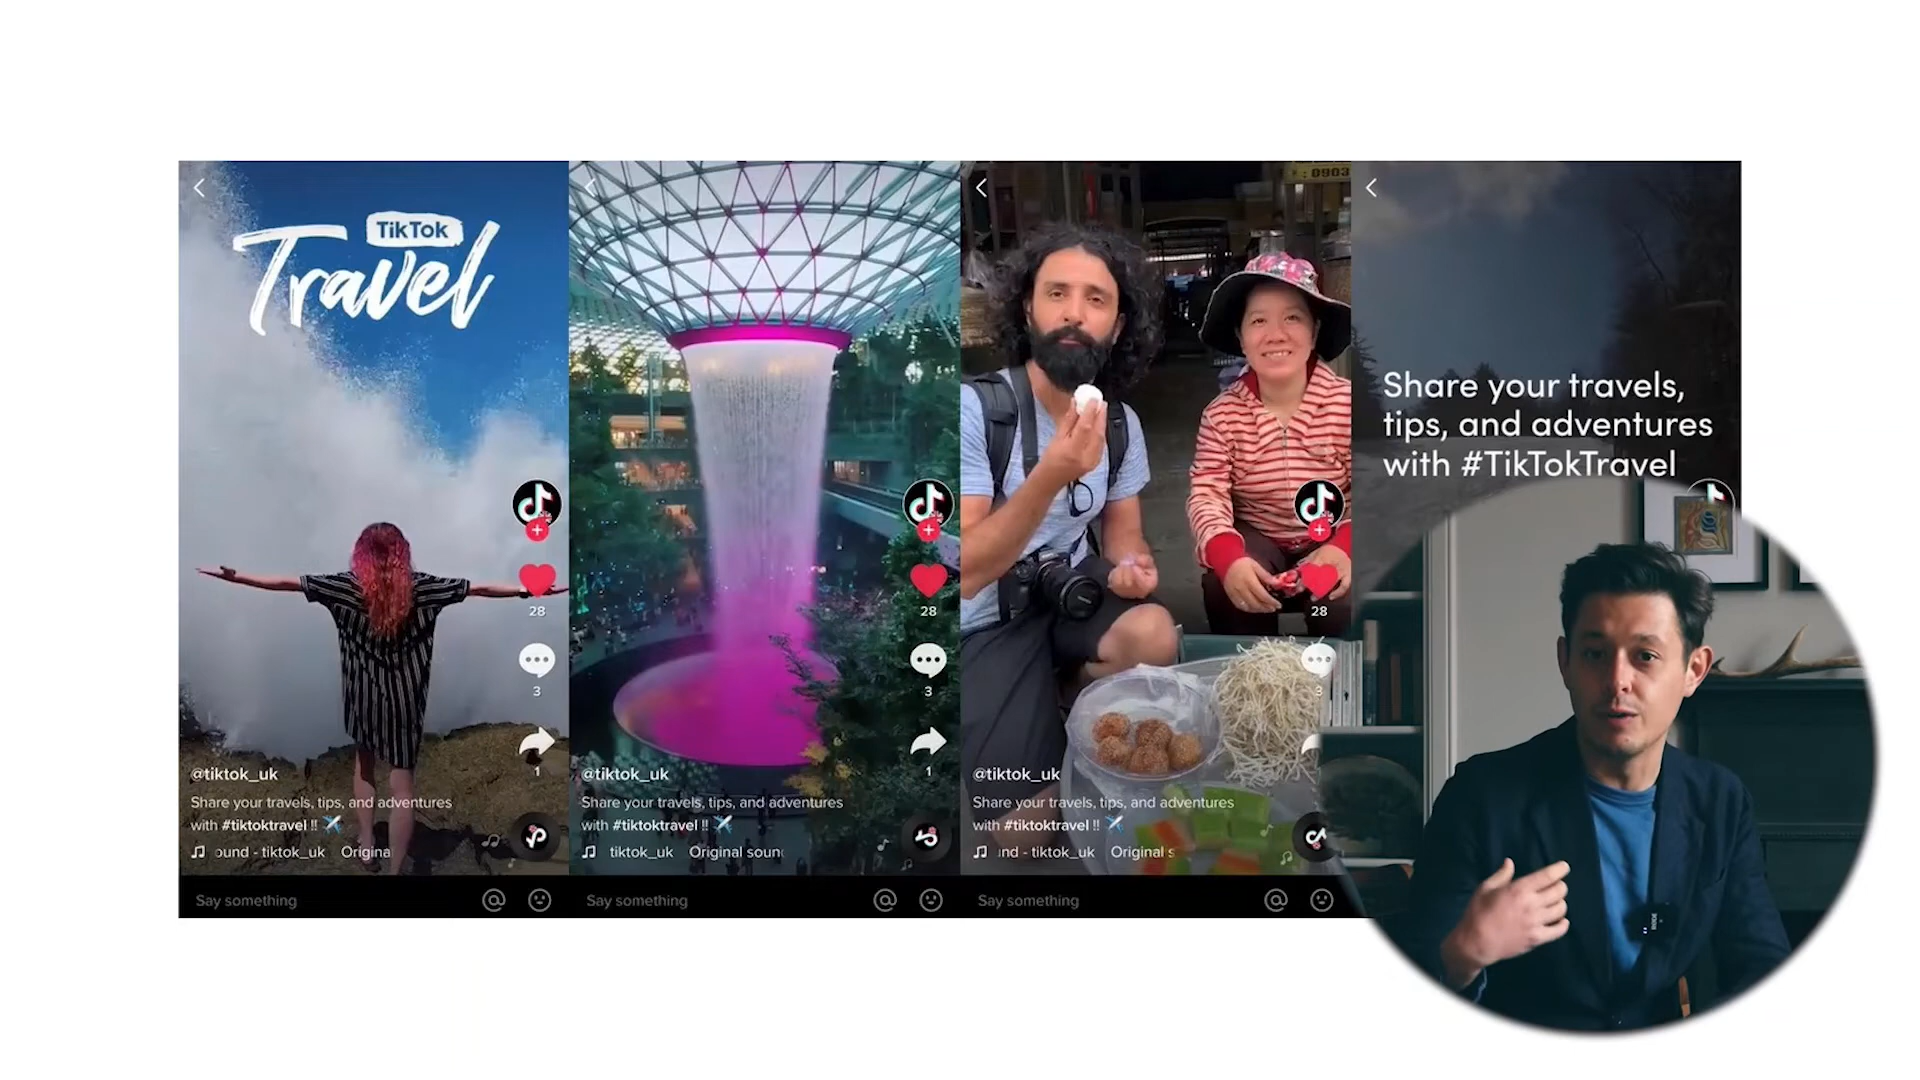 TikTok
Travel
28
3
1
@tiktok_uk
Share your travels, tips, and adventures
with #tiktoktravel !! ✈️
ound - tiktok_uk Origina
Say something
28
3
1
@tiktok_uk
Share your travels, tips, and adventures
with #tiktoktravel !! ✈️
tiktok_uk Original soun
Say something
: 0903
28
3
@tiktok_uk
Share your travels, tips, and adventures
with #tiktoktravel !! ✈️
nd - tiktok_uk Original s
Say something
Share your travels,
tips, and adventures
with #TikTokTravel